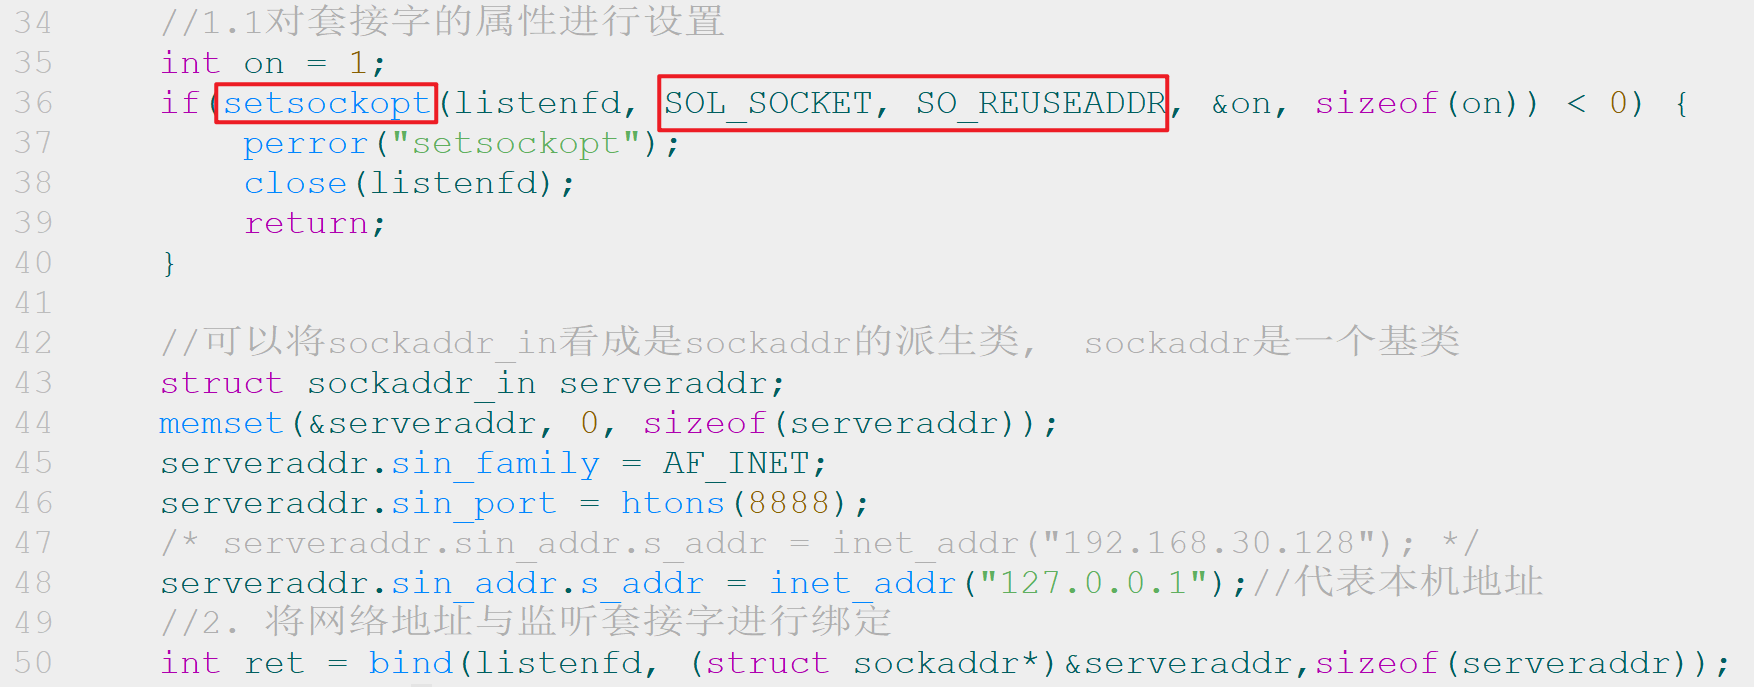 34 //1.1对套接字的属性进行设置
35 int on = 1;
36 if(setsockopt(listenfd, SOL_SOCKET, SO_REUSEADDR, &on, sizeof(on)) < 0) {
37 perror("setsockopt");
38 close(listenfd);
39 return;
40 }
41
42 //可以将sockaddr_in看成是sockaddr的派生类, sockaddr是一个基类
43 struct sockaddr_in serveraddr;
44 memset(&serveraddr, 0, sizeof(serveraddr));
45 serveraddr.sin_family = AF_INET;
46 serveraddr.sin_port = htons(8888);
47 /* serveraddr.sin_addr.s_addr = inet_addr("192.168.30.128"); */
48 serveraddr.sin_addr.s_addr = inet_addr("127.0.0.1");//代表本机地址
49 //2. 将网络地址与监听套接字进行绑定
50 int ret = bind(listenfd, (struct sockaddr*)&serveraddr,sizeof(serveraddr));